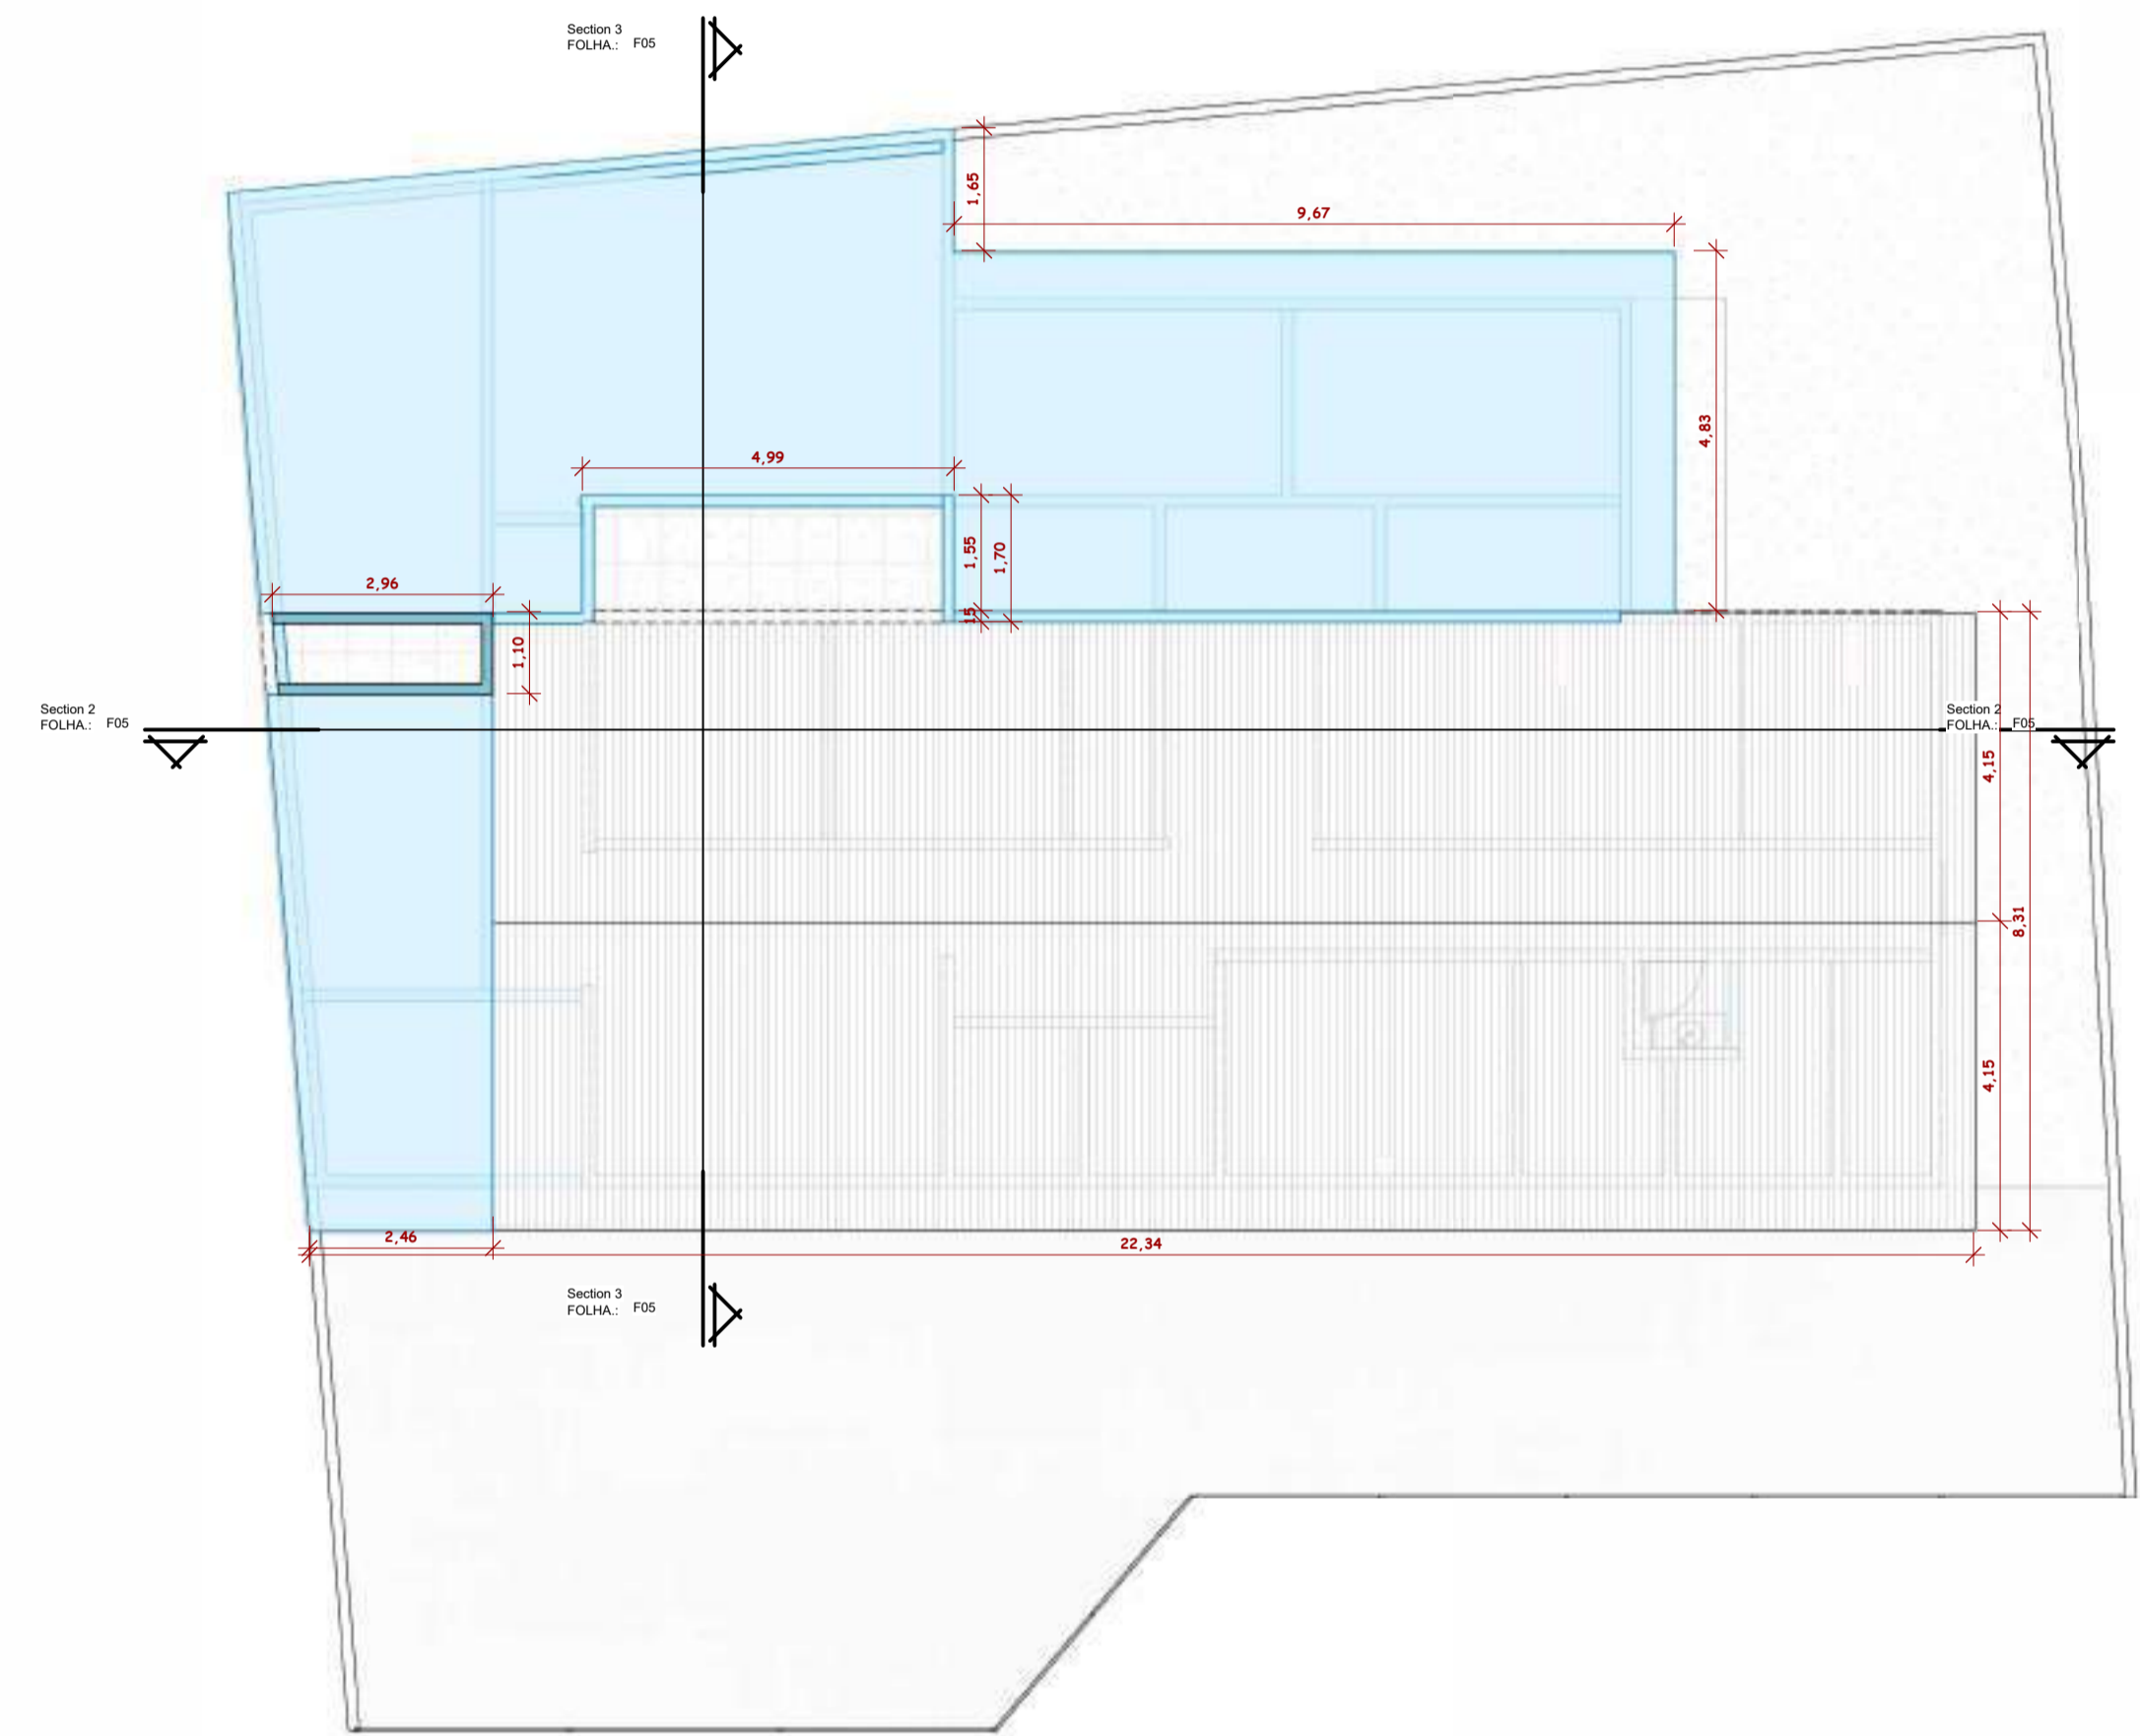 Section 3
FOLHA.: F05
1,65
9,67
4,83
4,99
1,55
1,70
15
2,96
1,10
Section 2
FOLHA.: F05
Section 2
FOLHA.: F05
4,15
8,31
4,15
2,46
22,34
Section 3
FOLHA.: F05